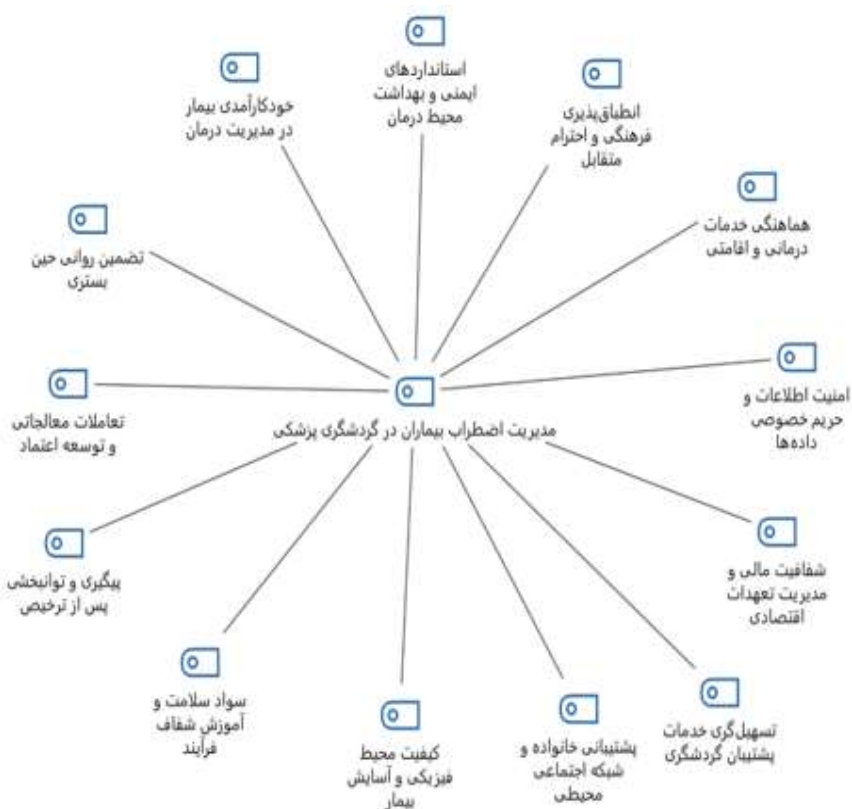 استانداردهای
ایمنی و بهداشت
محیط درمان
انطباق‌پذیری
فرهنگی و احترام
متقابل
خودکارآمدی بیمار
در مدیریت درمان
هماهنگی خدمات
درمانی و اقامتی
تضمین روانی حین
بستری
امنیت اطلاعات و
حریم خصوصی
داده‌ها
تعاملات معالجاتی
و توسعه اعتماد
مدیریت اضطراب بیماران در گردشگری پزشکی
شفافیت مالی و
مدیریت تعهدات
اقتصادی
پیگیری و توانبخشی
پس از ترخیص
سواد سلامت و
آموزش شفاف
فرآیند
تسهیل‌گری خدمات
پشتیبان گردشگری
پشتیبانی خانواده و
شبکه اجتماعی
محیطی
کیفیت محیط
فیزیکی و آسایش
بیمار